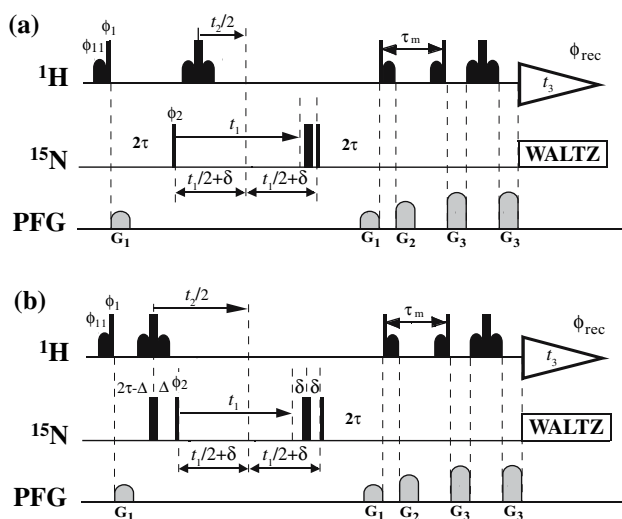 (a)
t₂/2
ϕ₁₁ ϕ₁
τₘ
ϕ_rec
¹H
t₃
2τ ϕ₂ t₁ 2τ
¹⁵N WALTZ
t₁/2+δ t₁/2+δ
PFG
G₁ G₁ G₂ G₃ G₃
(b)
t₂/2
ϕ₁₁ ϕ₁
τₘ
ϕ_rec
¹H
t₃
2τ-Δ Δ ϕ₂ t₁ δ δ 2τ
¹⁵N WALTZ
t₁/2+δ t₁/2+δ
PFG
G₁ G₁ G₂ G₃ G₃